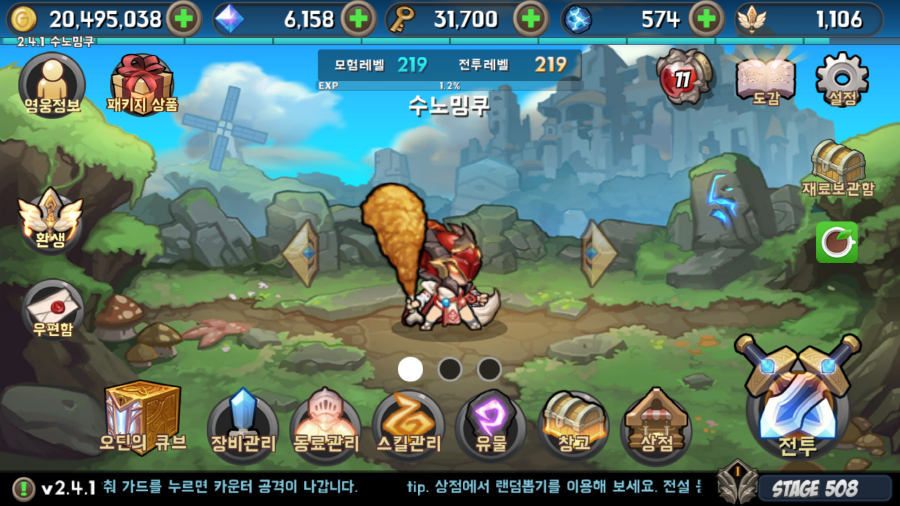 20,495,038
6,158
31,700
574
1,106
2.4.1 수노밍쿠
모험레벨 219 전투레벨 219
EXP 1.2%
수노밍쿠
영웅정보
패키지 상품
11
도감
설정
재료보관함
환생
우편함
오딘의 큐브
장비관리
동료관리
스킬관리
유물
창고
상점
전투
v2.4.1 춰 가드를 누르면 카운터 공격이 나갑니다. tip. 상점에서 랜덤뽑기를 이용해 보세요. 전설
STAGE 508